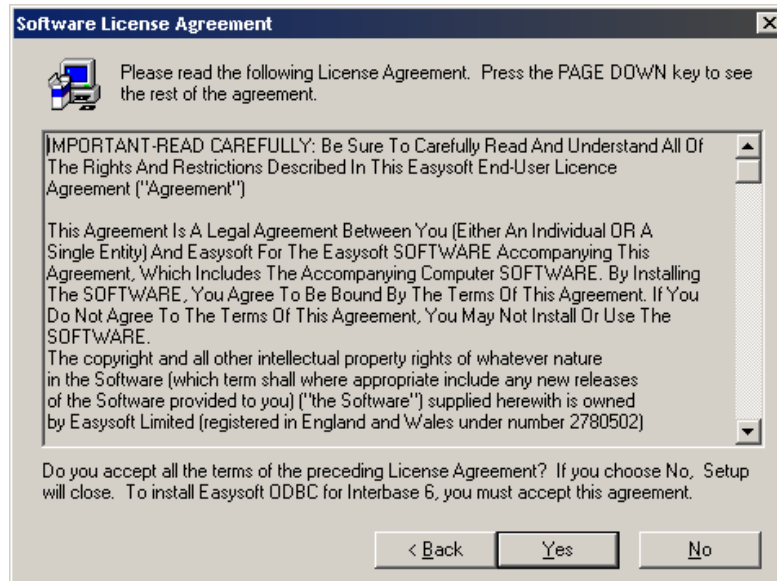 Software License Agreement
Please read the following License Agreement. Press the PAGE DOWN key to see
the rest of the agreement.
IMPORTANT-READ CAREFULLY: Be Sure To Carefully Read And Understand All Of
The Rights And Restrictions Described In This Easysoft End-User Licence
Agreement ("Agreement")
This Agreement Is A Legal Agreement Between You (Either An Individual OR A
Single Entity) And Easysoft For The Easysoft SOFTWARE Accompanying This
Agreement, Which Includes The Accompanying Computer SOFTWARE. By Installing
The SOFTWARE, You Agree To Be Bound By The Terms Of This Agreement. If You
Do Not Agree To The Terms Of This Agreement, You May Not Install Or Use The
SOFTWARE.
The copyright and all other intellectual property rights of whatever nature
in the Software (which term shall where appropriate include any new releases
of the Software provided to you) ("the Software") supplied herewith is owned
by Easysoft Limited (registered in England and Wales under number 2780502)
Do you accept all the terms of the preceding License Agreement? If you choose No, Setup
will close. To install Easysoft ODBC for Interbase 6, you must accept this agreement.
< Back Yes No